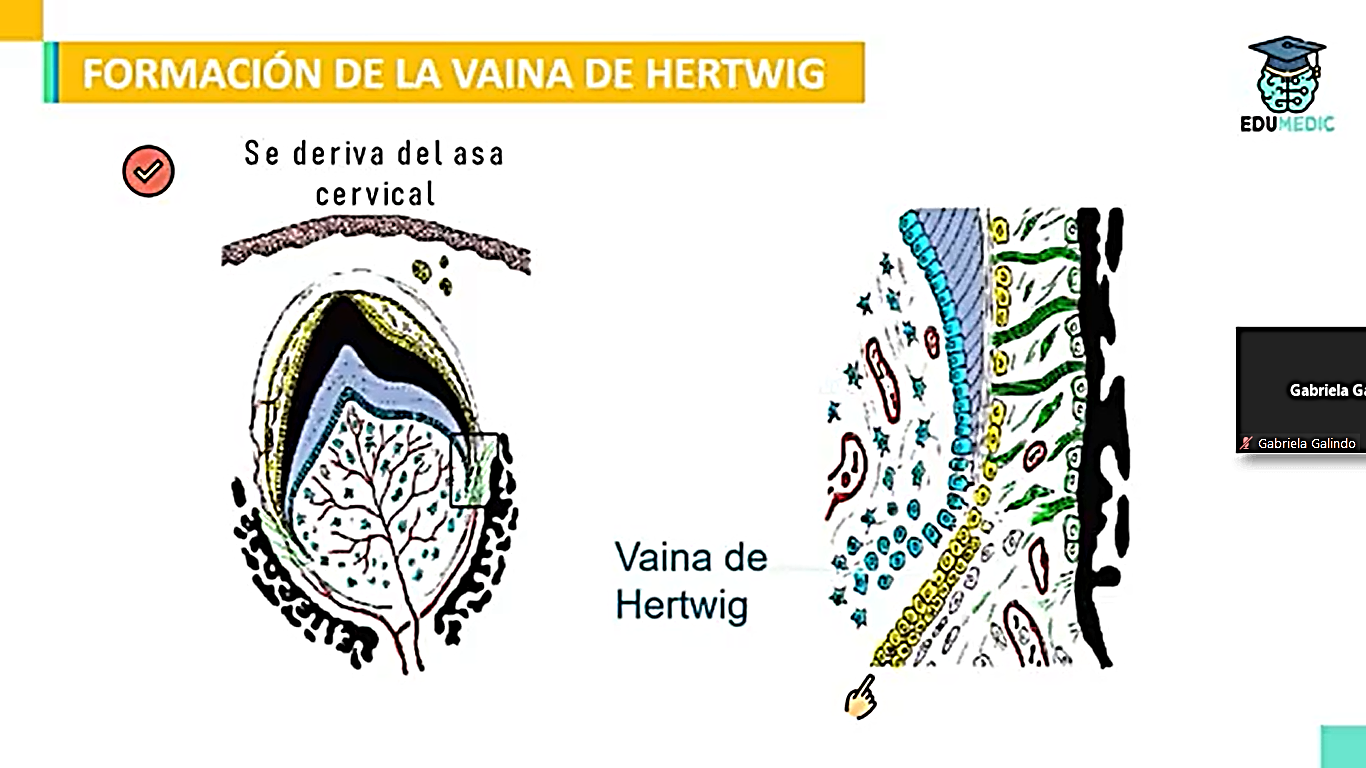 FORMACIÓN DE LA VAINA DE HERTWIG
EDUMEDIC
Se deriva del asa
cervical
Vaina de
Hertwig
Gabriela Ga
Gabriela Galindo